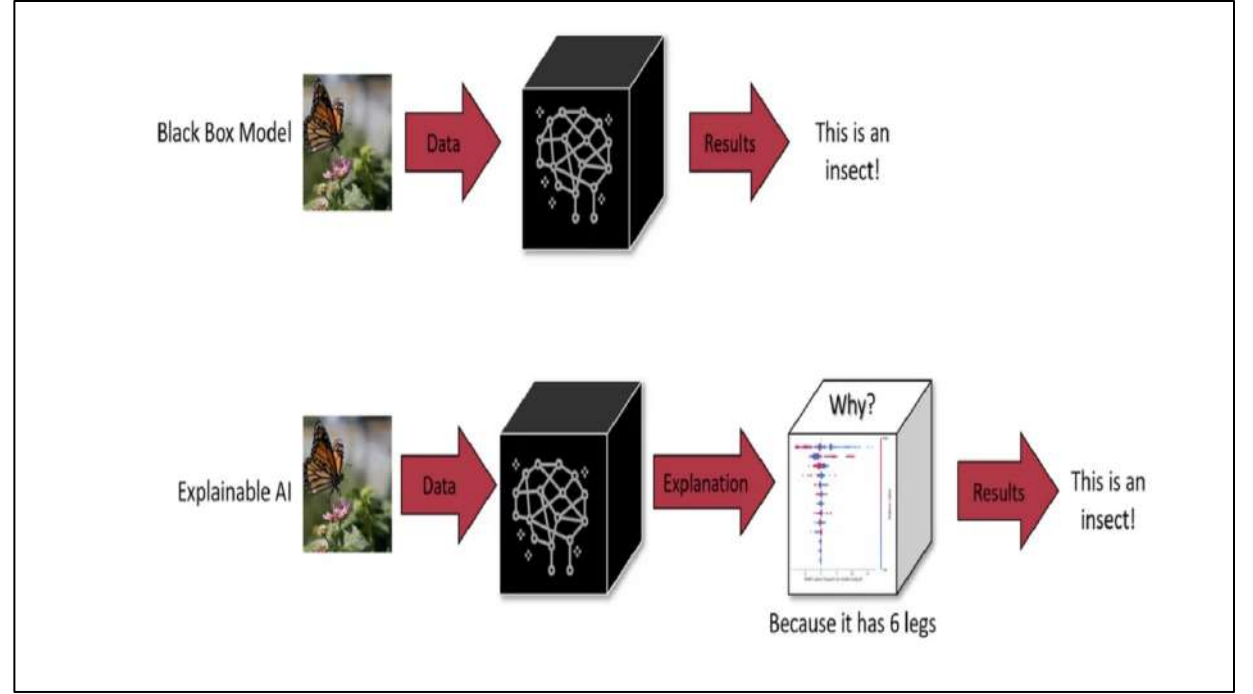 Black Box Model
Data
Results
This is an
insect!
Explainable AI
Data
Explanation
Why?
Because it has 6 legs
Results
This is an
insect!